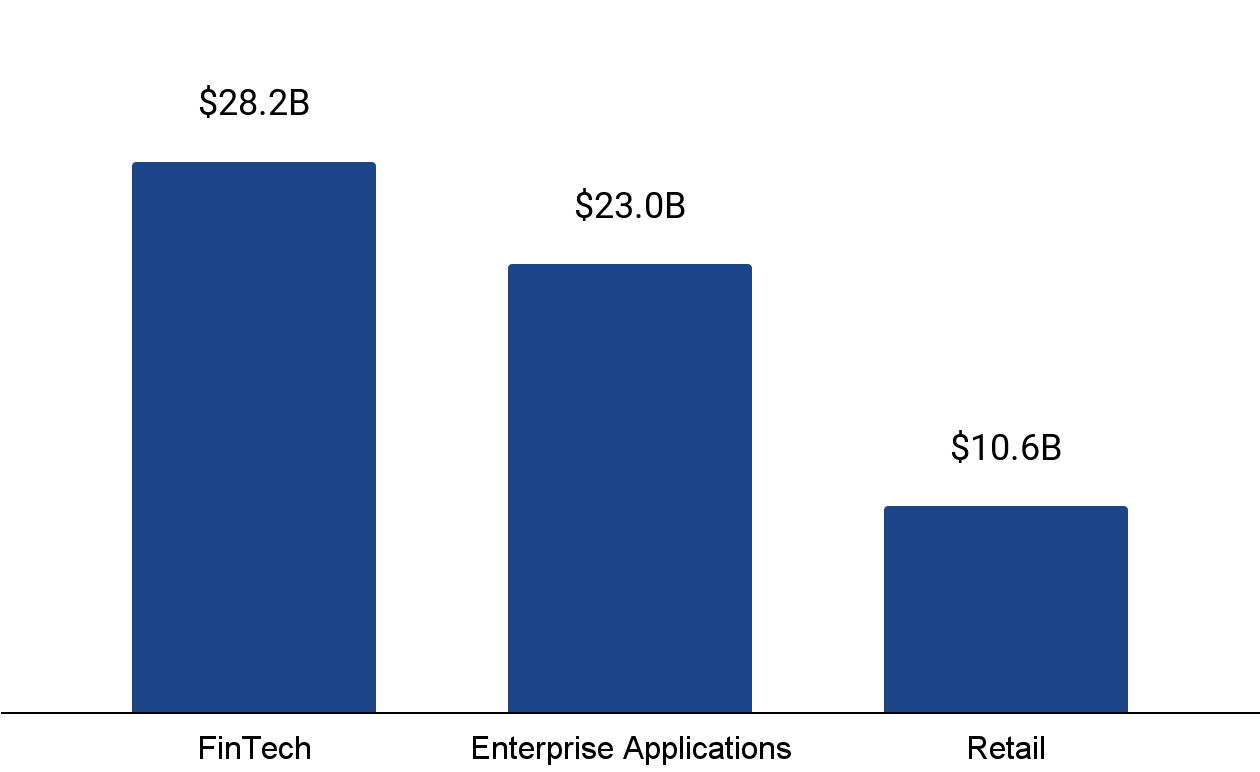 $28.2B
$23.0B
$10.6B
FinTech
Enterprise Applications
Retail